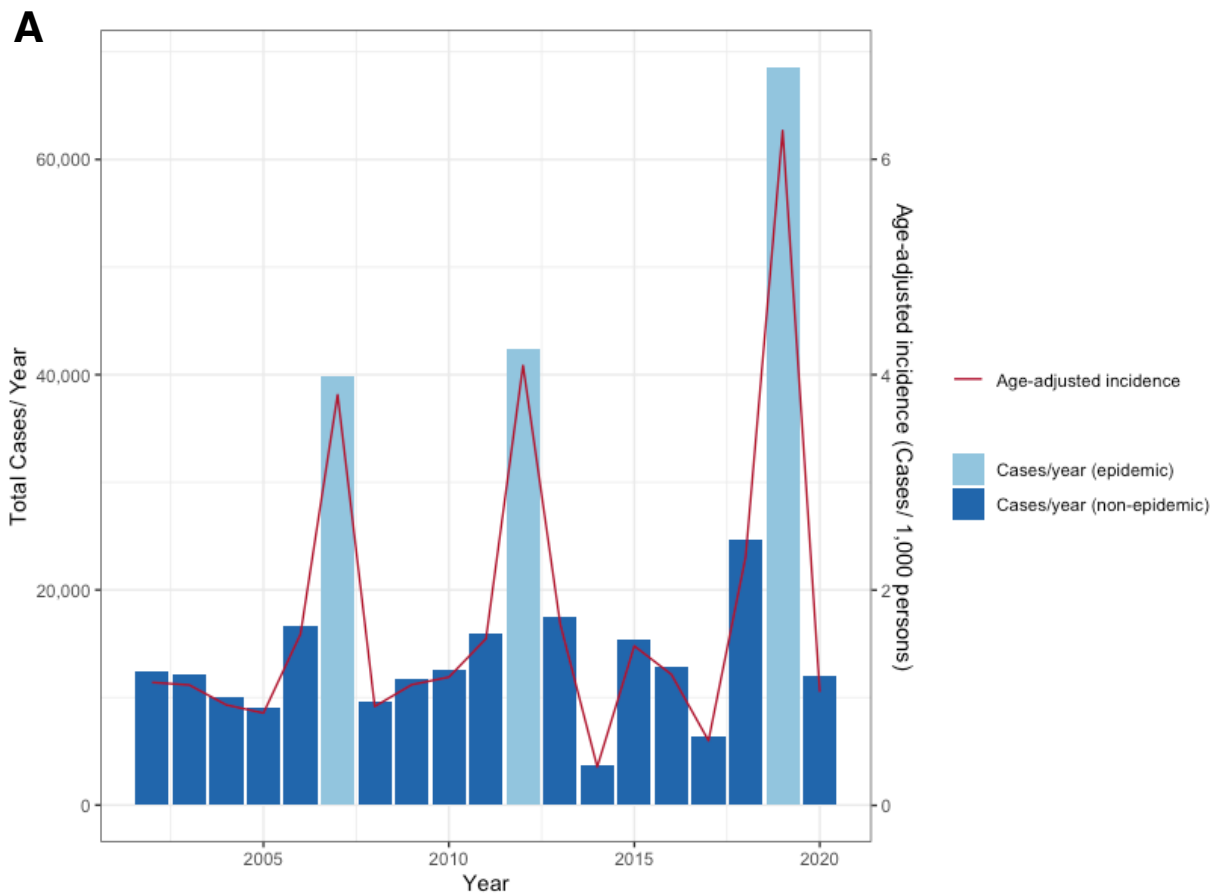 A
Total Cases/ Year
60,000
40,000
20,000
0
6
4
2
0
Age-adjusted incidence (Cases/ 1,000 persons)
2005
2010
2015
2020
Year
Age-adjusted incidence
Cases/year (epidemic)
Cases/year (non-epidemic)